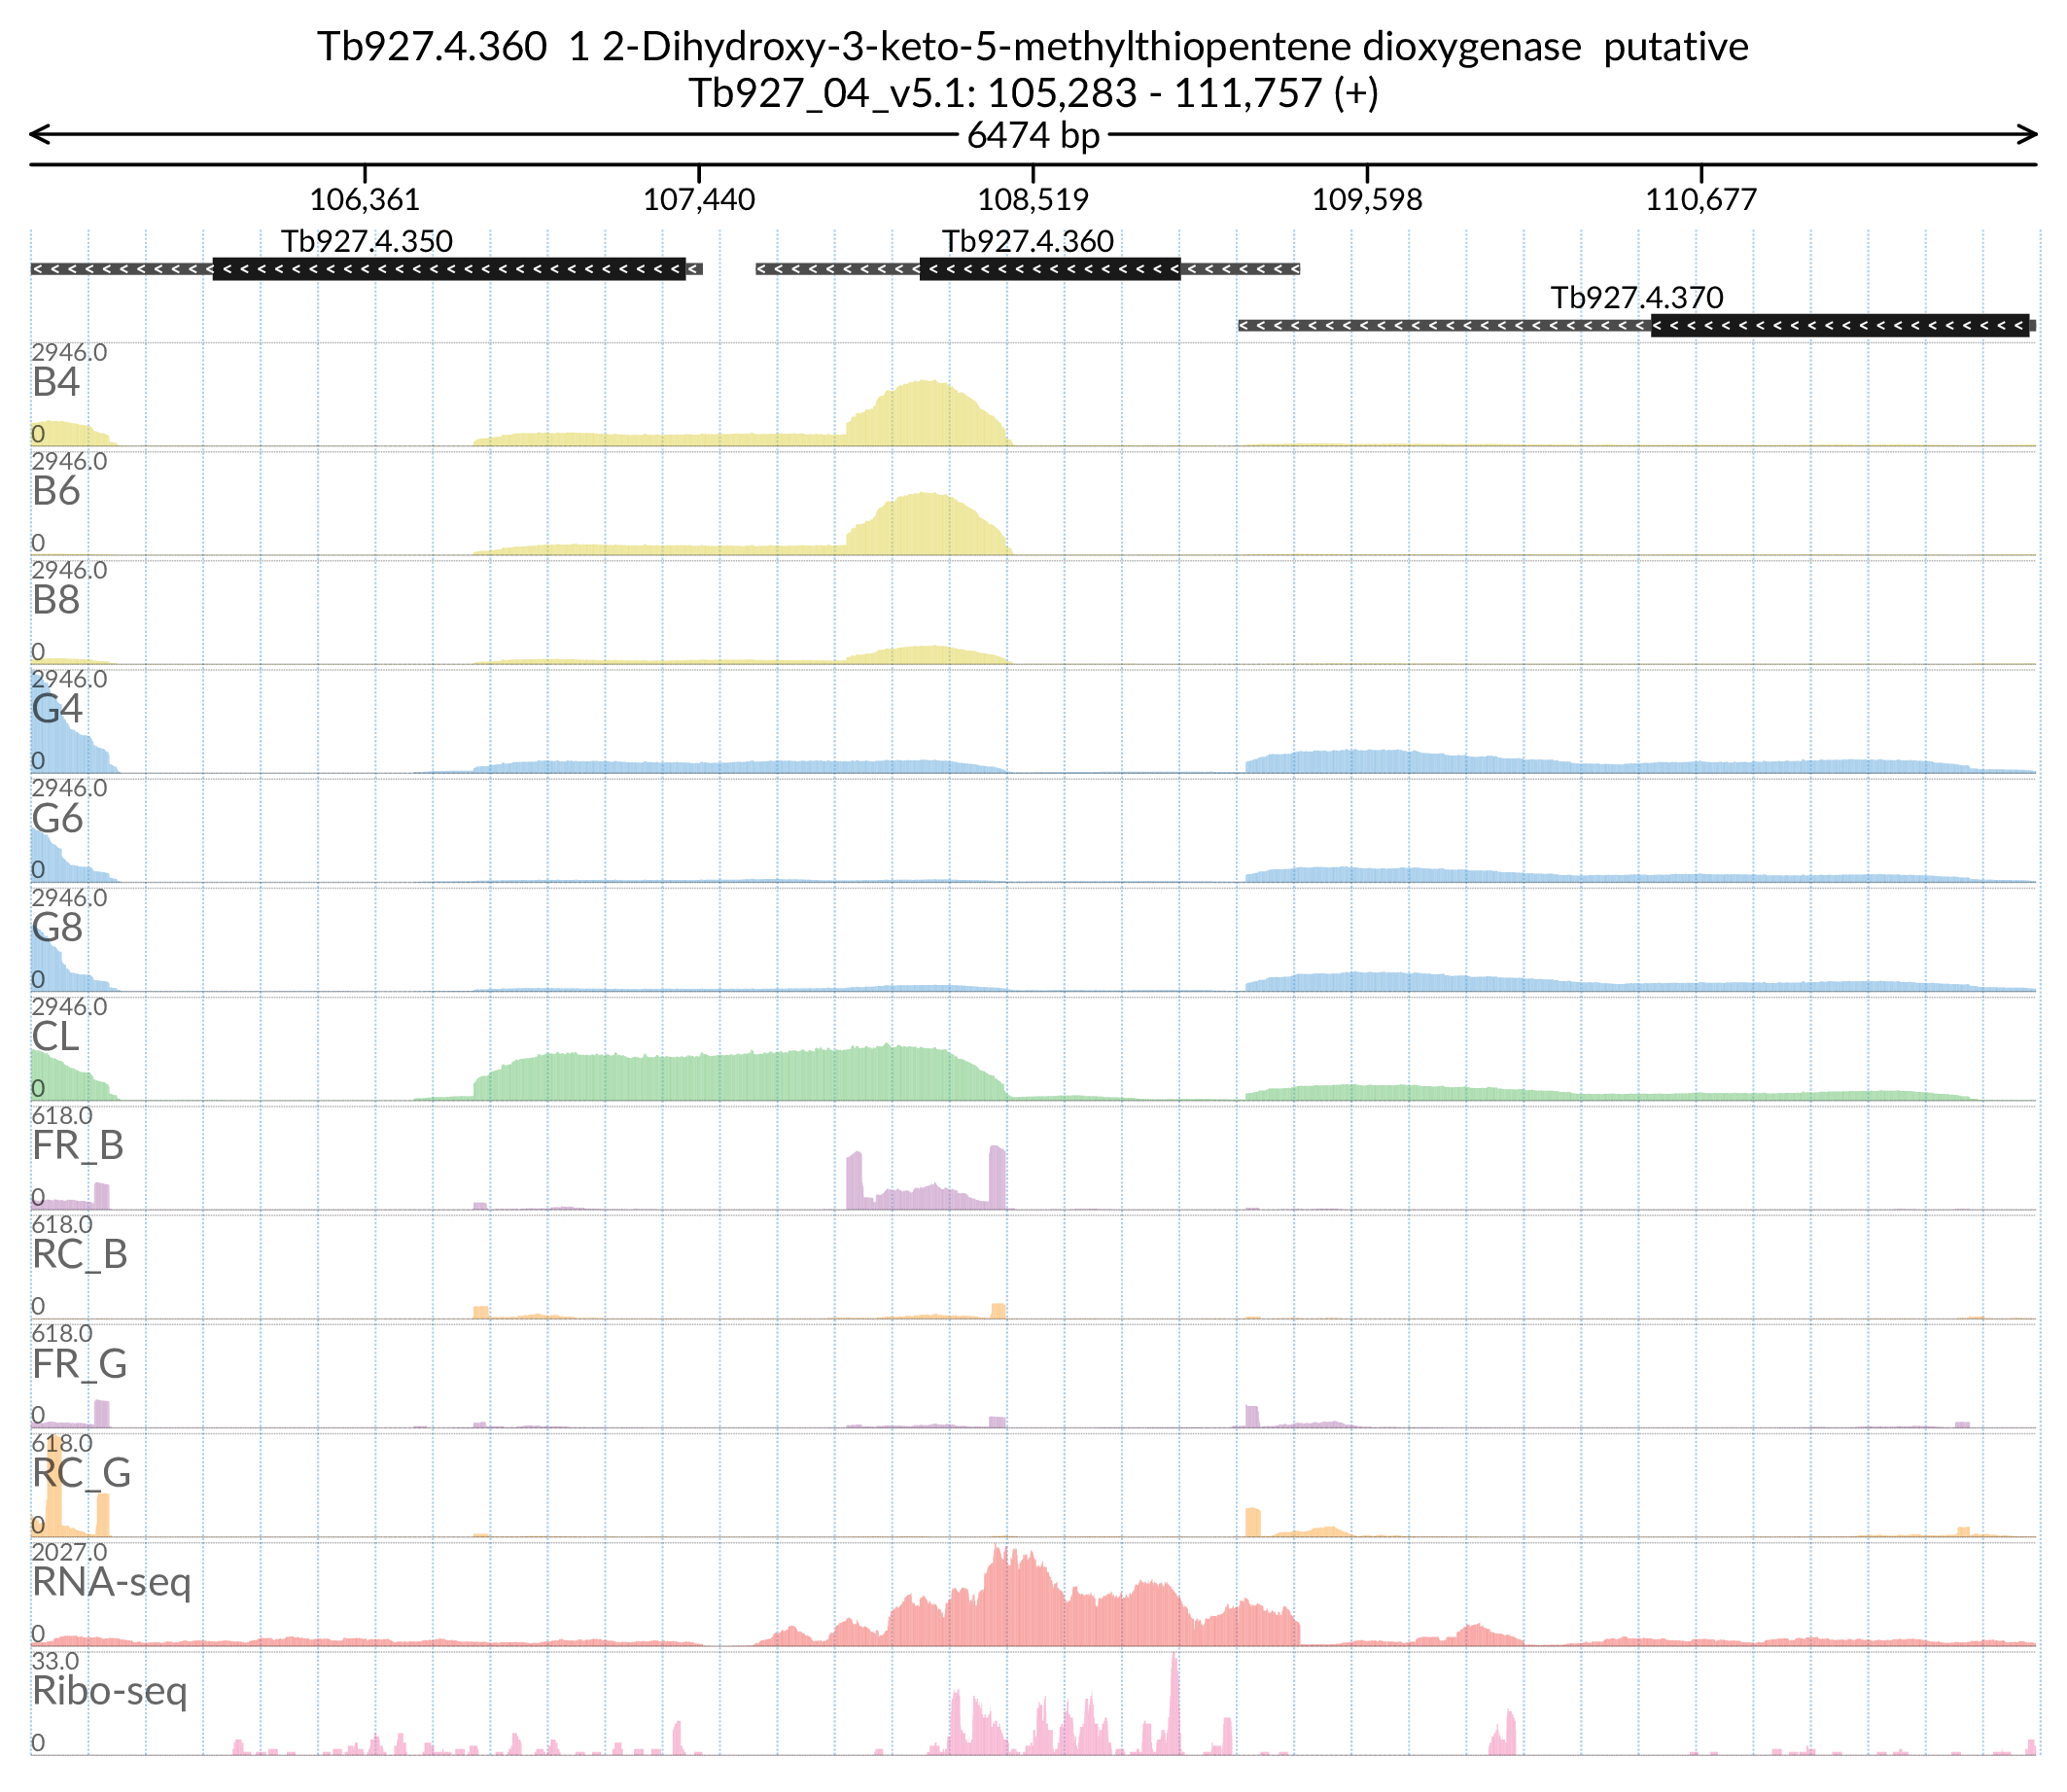 Tb927.4.360  1 2-Dihydroxy-3-keto-5-methylthiopentene dioxygenase  putative
Tb927_04_v5.1: 105,283 - 111,757 (+)
6474 bp
106,361 107,440 108,519 109,598 110,677
Tb927.4.350 Tb927.4.360
Tb927.4.370
2946.0
B4
0
2946.0
B6
0
2946.0
B8
0
2946.0
G4
0
2946.0
G6
0
2946.0
G8
0
2946.0
CL
0
618.0
FR_B
0
618.0
RC_B
0
618.0
FR_G
0
618.0
RC_G
0
2027.0
RNA-seq
0
33.0
Ribo-seq
0